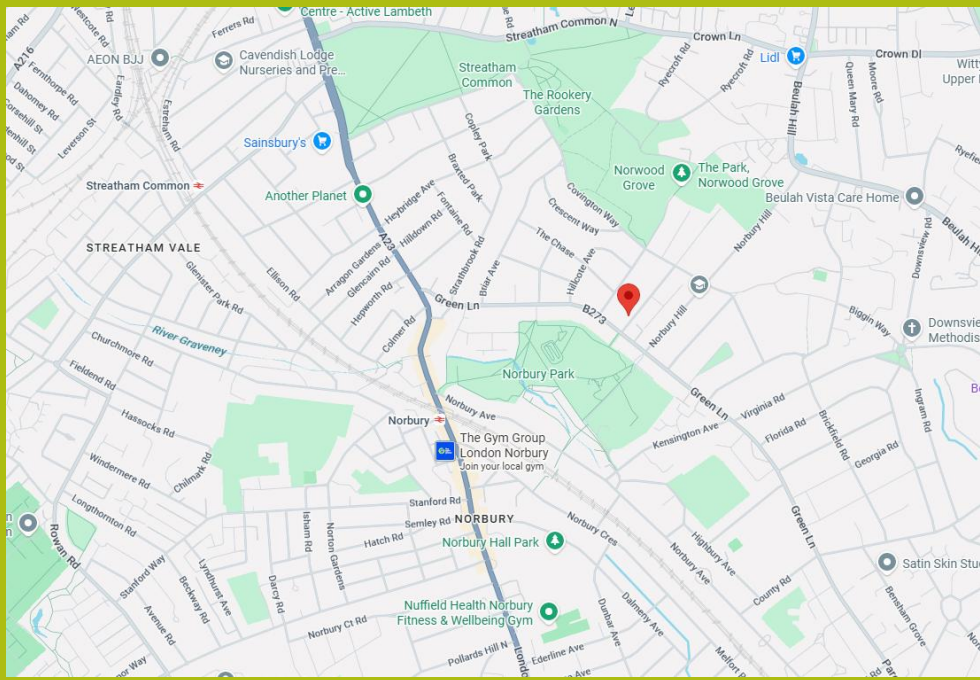 Centre - Active Lambeth
Streatham Common N
Ferrers Rd
Westcote Rd
A216
AEON BJJ
Cavendish Lodge
Nurseries and Pre...
Fernthorpe Rd
Dahomey Rd
Eardley Rd
Estreham Rd
Leverson St
Streatham
Common
The Rookery
Gardens
Ryecroft Rd
Ryecroft Rd
Crown Ln
Lidl
Crown Dl
Queen Mary Rd
Moore Rd
Beulah Hill
Sainsbury's
Copley Park
Streatham Common
Another Planet
Braxted Park
Heybridge Ave
Fontaine Rd
Norwood
Grove
The Park,
Norwood Grove
Beulah Vista Care Home
Covington Way
Crescent Way
The Chase
Norbury Hill
Downsview Rd
STREATHAM VALE
A23
Hilldown Rd
Arragon Gardens
Glencairn Rd
Strathbrook Rd
Ellison Rd
Glenister Park Rd
Hepworth Rd
Briar Ave
Hillcote Ave
Green Ln
B273
Colmer Rd
Norbury Hill
Biggin Way
River Graveney
Churchmore Rd
Fieldend Rd
Hassocks Rd
Norbury Park
Norbury Ave
Norbury
The Gym Group
London Norbury
Join your local gym
Green Ln
Virginia Rd
Florida Rd
Kensington Ave
Brickfield Rd
Georgia Rd
Ingram Rd
Windermere Rd
Chilmark Rd
Longthornton Rd
Stanford Rd
Semley Rd
NORBURY
Hatch Rd
Isham Rd
Norton Gardens
Norbury Hall Park
Norbury Cres
Norbury Ave
Highbury Ave
Green Ln
Rowan Rd
Stanford Way
Lyndhurst Ave
Beckway Rd
Darcy Rd
Avenue Rd
Satin Skin
County Rd
Bensham Grove
Nuffield Health Norbury
Fitness & Wellbeing Gym
Norbury Ct Rd
Dunbar Ave
Dalmeny Ave
Pollards Hill N
Ederline Ave
Melfort